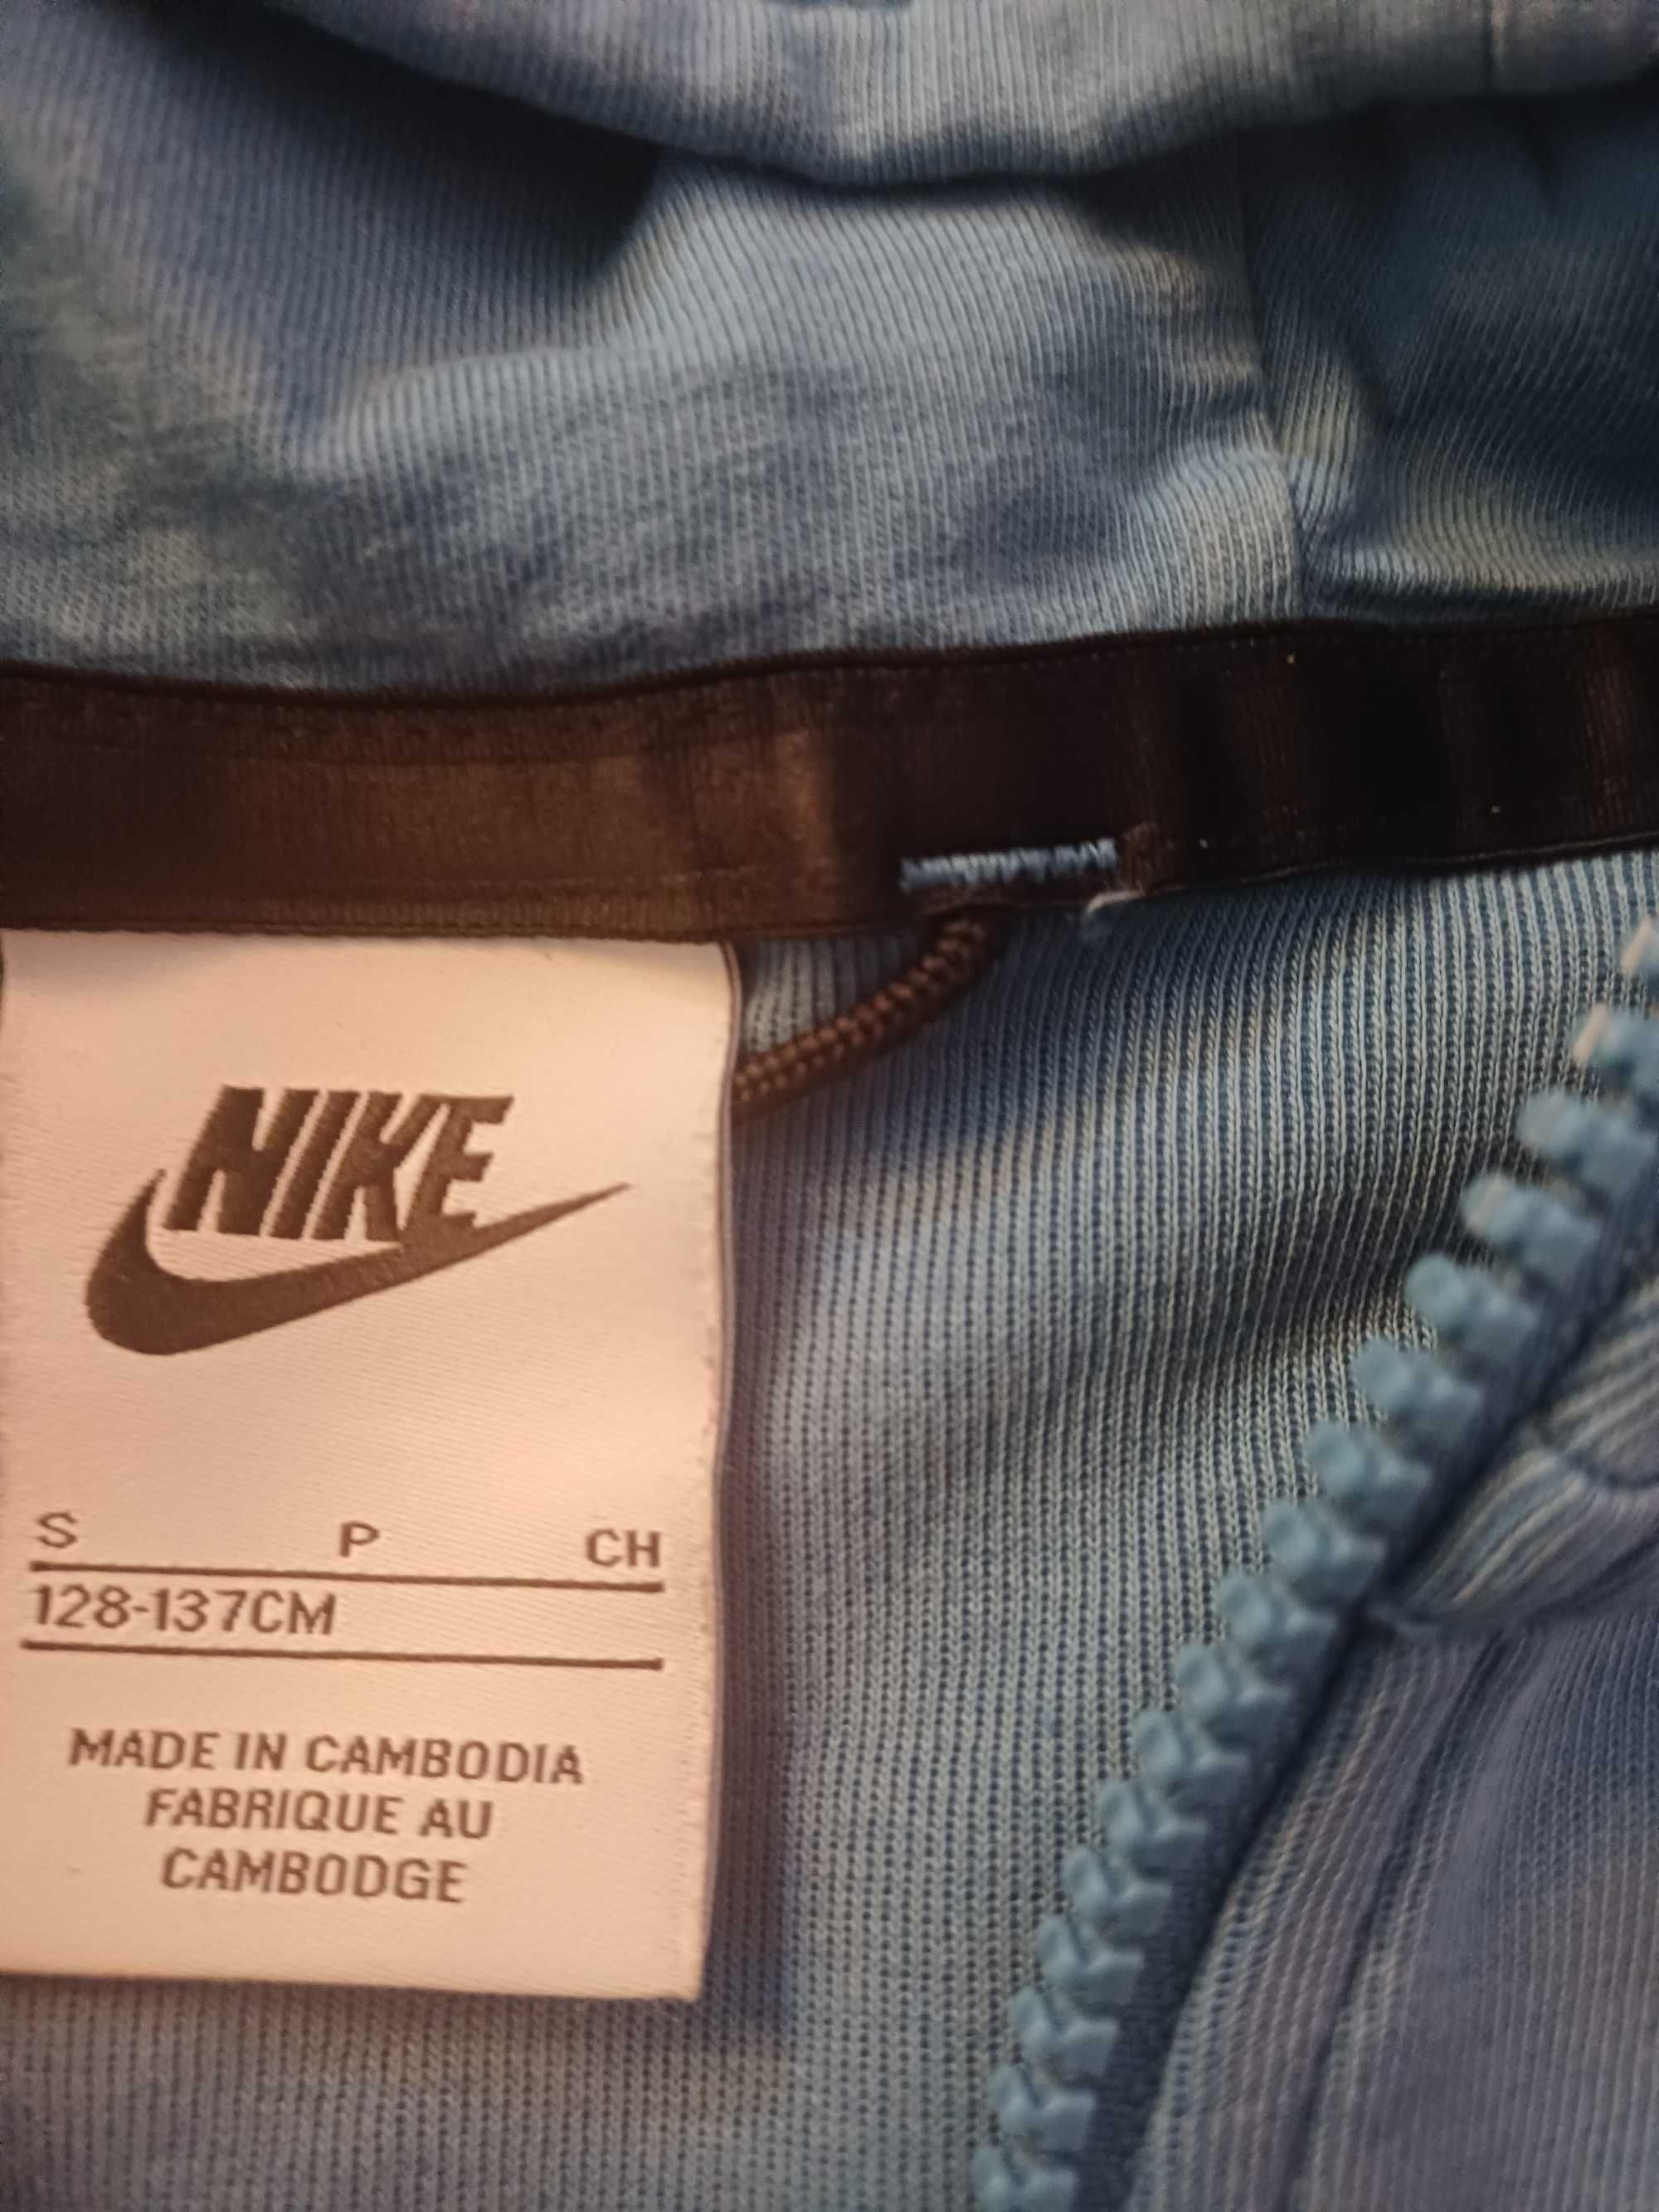 NIKE
S P CH
128-137CM
MADE IN CAMBODIA
FABRIQUE AU
CAMBODGE